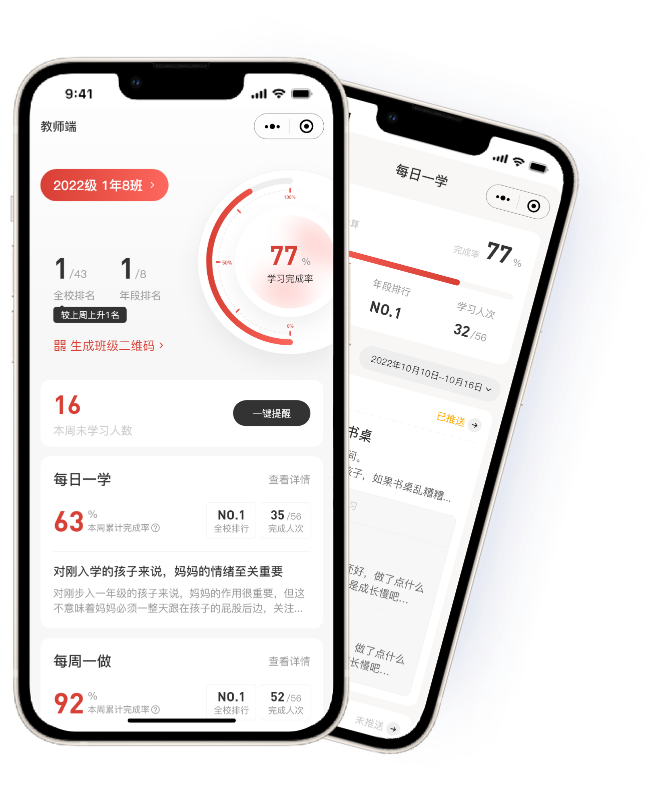 9:41
教师端
2022级 1年8班
100%
50%
0%
77 %
学习完成率
1/43
全校排名
1/8
年段排名
较上周上升1名
生成班级二维码
16
本周未学习人数
一键提醒
每日一学
查看详情
63 %
本周累计完成率
NO.1
全校排行
35/56
完成人次
对刚入学的孩子来说，妈妈的情绪至关重要
对刚步入一年级的孩子来说，妈妈的作用很重要，但这
不意味着妈妈必须一整天跟在孩子的屁股后边，关注...
每周一做
查看详情
92 %
本周累计完成率
NO.1
全校排行
52/56
完成人次
每日一学
完成率 77 %
年段排行
NO.1
学习人次
32/56
2022年10月10日-10月16日
已推送
书桌
间。
孩子，如果书桌乱糟糟...
习
还好，做了点什么
是成长慢吧...
做了点什么
长慢吧...
未推送